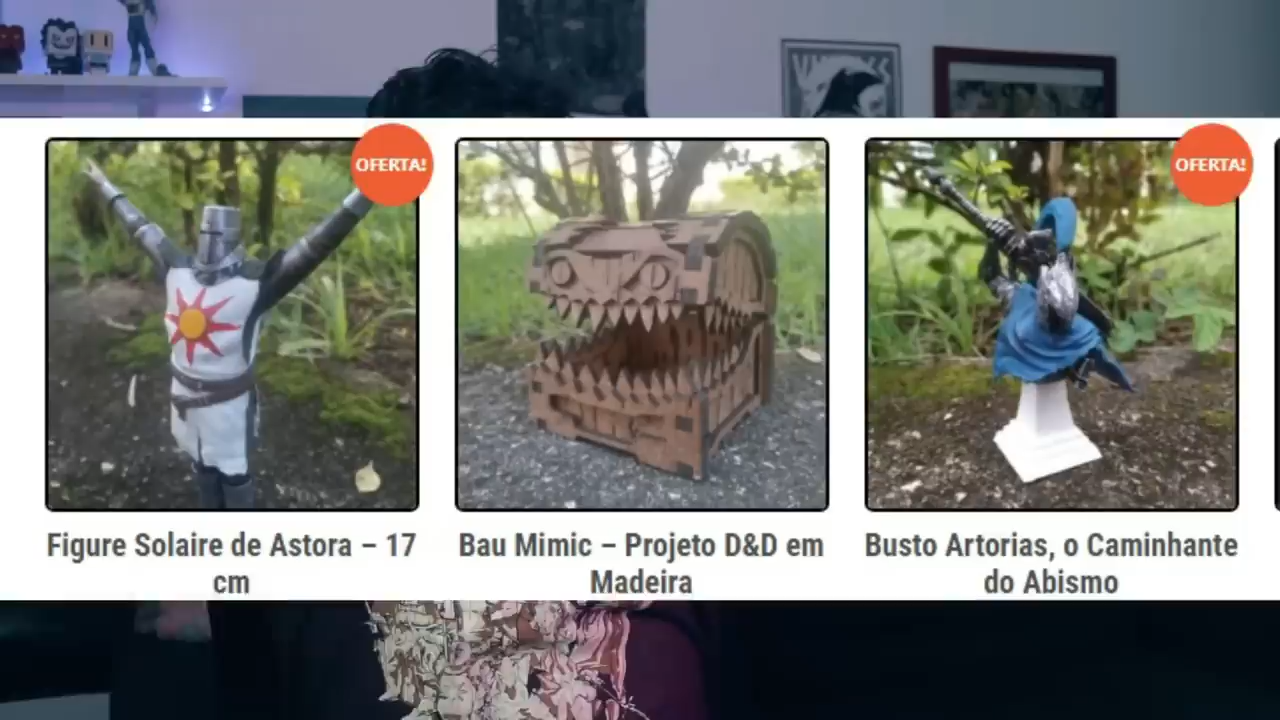 OFERTA!
OFERTA!
Figure Solaire de Astora – 17
cm
Bau Mimic – Projeto D&D em
Madeira
Busto Artorias, o Caminhante
do Abismo